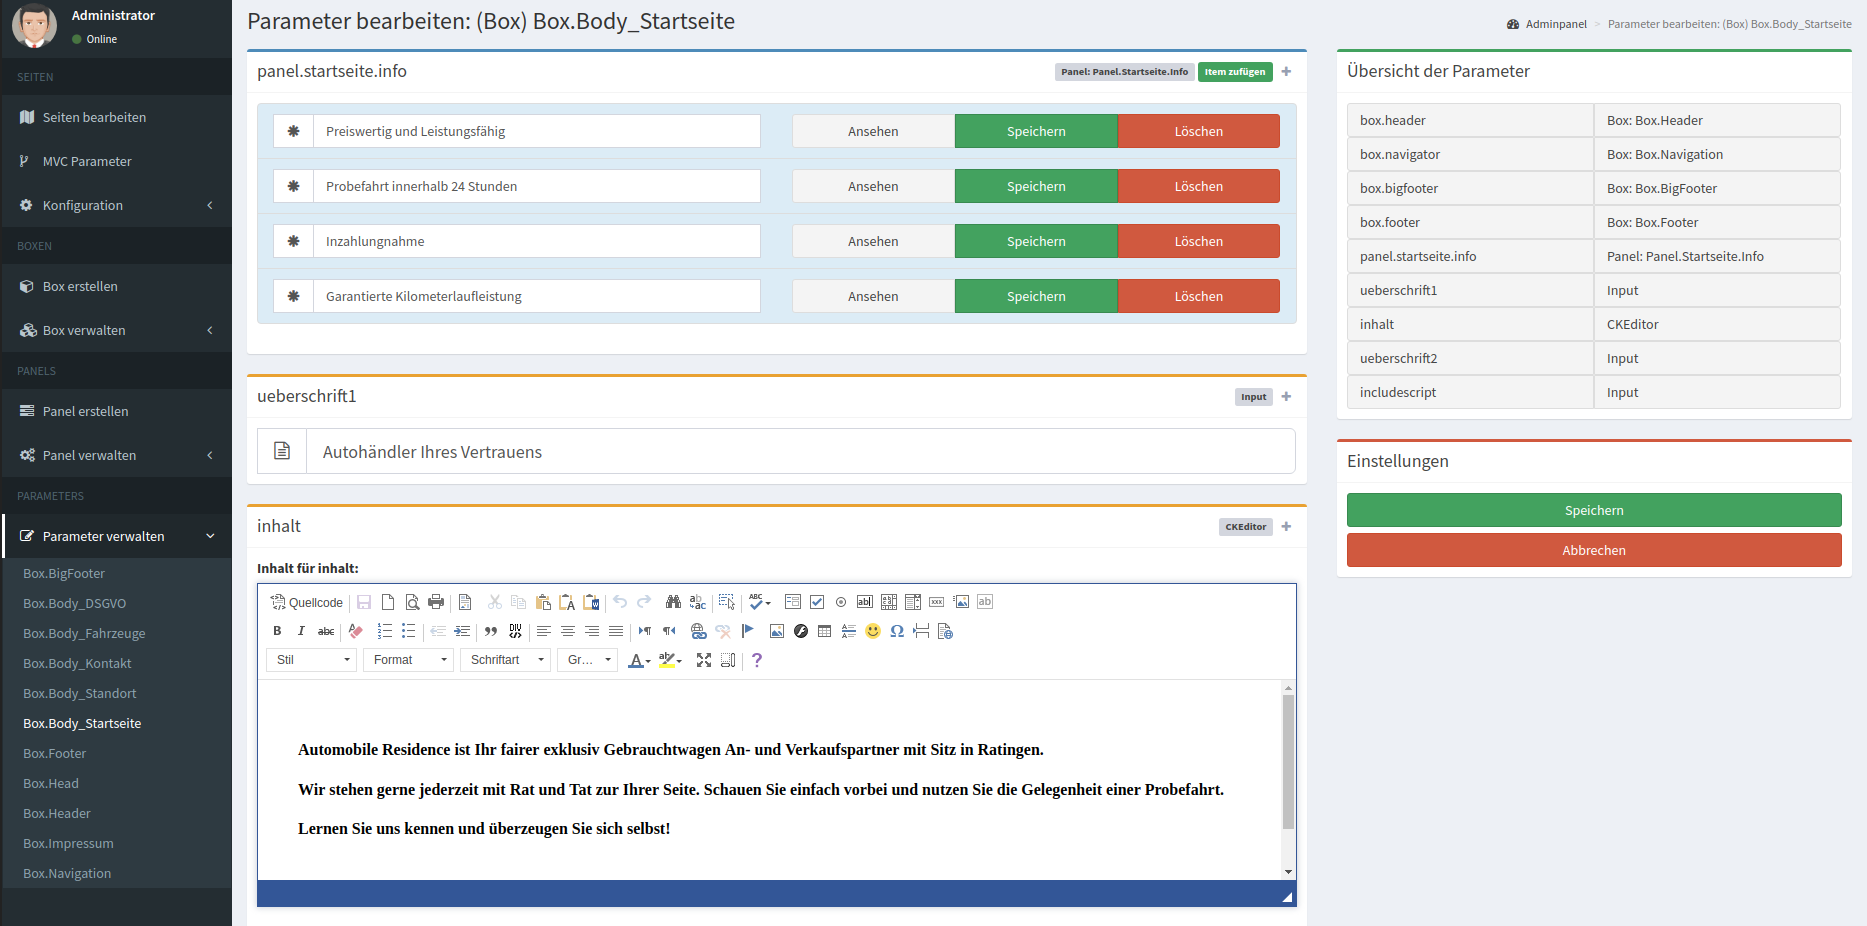 Administrator
Online
SEITEN
Seiten bearbeiten
MVC Parameter
Konfiguration
BOXEN
Box erstellen
Box verwalten
PANELS
Panel erstellen
Panel verwalten
PARAMETERS
Parameter verwalten
Box.BigFooter
Box.Body_DSGVO
Box.Body_Fahrzeuge
Box.Body_Kontakt
Box.Body_Standort
Box.Body_Startseite
Box.Footer
Box.Head
Box.Header
Box.Impressum
Box.Navigation
Parameter bearbeiten: (Box) Box.Body_Startseite
Adminpanel > Parameter bearbeiten: (Box) Box.Body_Startseite
panel.startseite.info Panel: Panel.Startseite.Info Item zufügen
Preiswertig und Leistungsfähig Ansehen Speichern Löschen
Probefahrt innerhalb 24 Stunden Ansehen Speichern Löschen
Inzahlungnahme Ansehen Speichern Löschen
Garantierte Kilometerlaufleistung Ansehen Speichern Löschen
ueberschrift1 Input
Autohändler Ihres Vertrauens
inhalt CKEditor
Inhalt für inhalt:
Quellcode
Stil Format Schriftart Gr...
Automobile Residence ist Ihr fairer exklusiv Gebrauchtwagen An- und Verkaufspartner mit Sitz in Ratingen.
Wir stehen gerne jederzeit mit Rat und Tat zur Ihrer Seite. Schauen Sie einfach vorbei und nutzen Sie die Gelegenheit einer Probefahrt.
Lernen Sie uns kennen und überzeugen Sie sich selbst!
Übersicht der Parameter
box.header Box: Box.Header
box.navigator Box: Box.Navigation
box.bigfooter Box: Box.BigFooter
box.footer Box: Box.Footer
panel.startseite.info Panel: Panel.Startseite.Info
ueberschrift1 Input
inhalt CKEditor
ueberschrift2 Input
includescript Input
Einstellungen
Speichern
Abbrechen